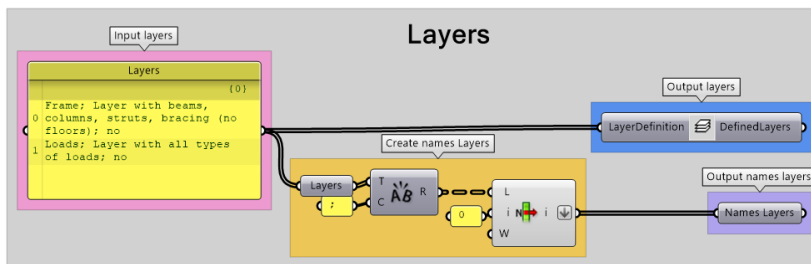 Layers
Input layers
Layers
{0}
0 Frame; Layer with beams,
columns, struts, bracing (no
floors); no
1 Loads; Layer with all types
of loads; no
Output layers
LayerDefinition DefinedLayers
Create names Layers
Layers
;
T
C
AB
R
0
L
i
W
N
i
Output names layers
Names Layers